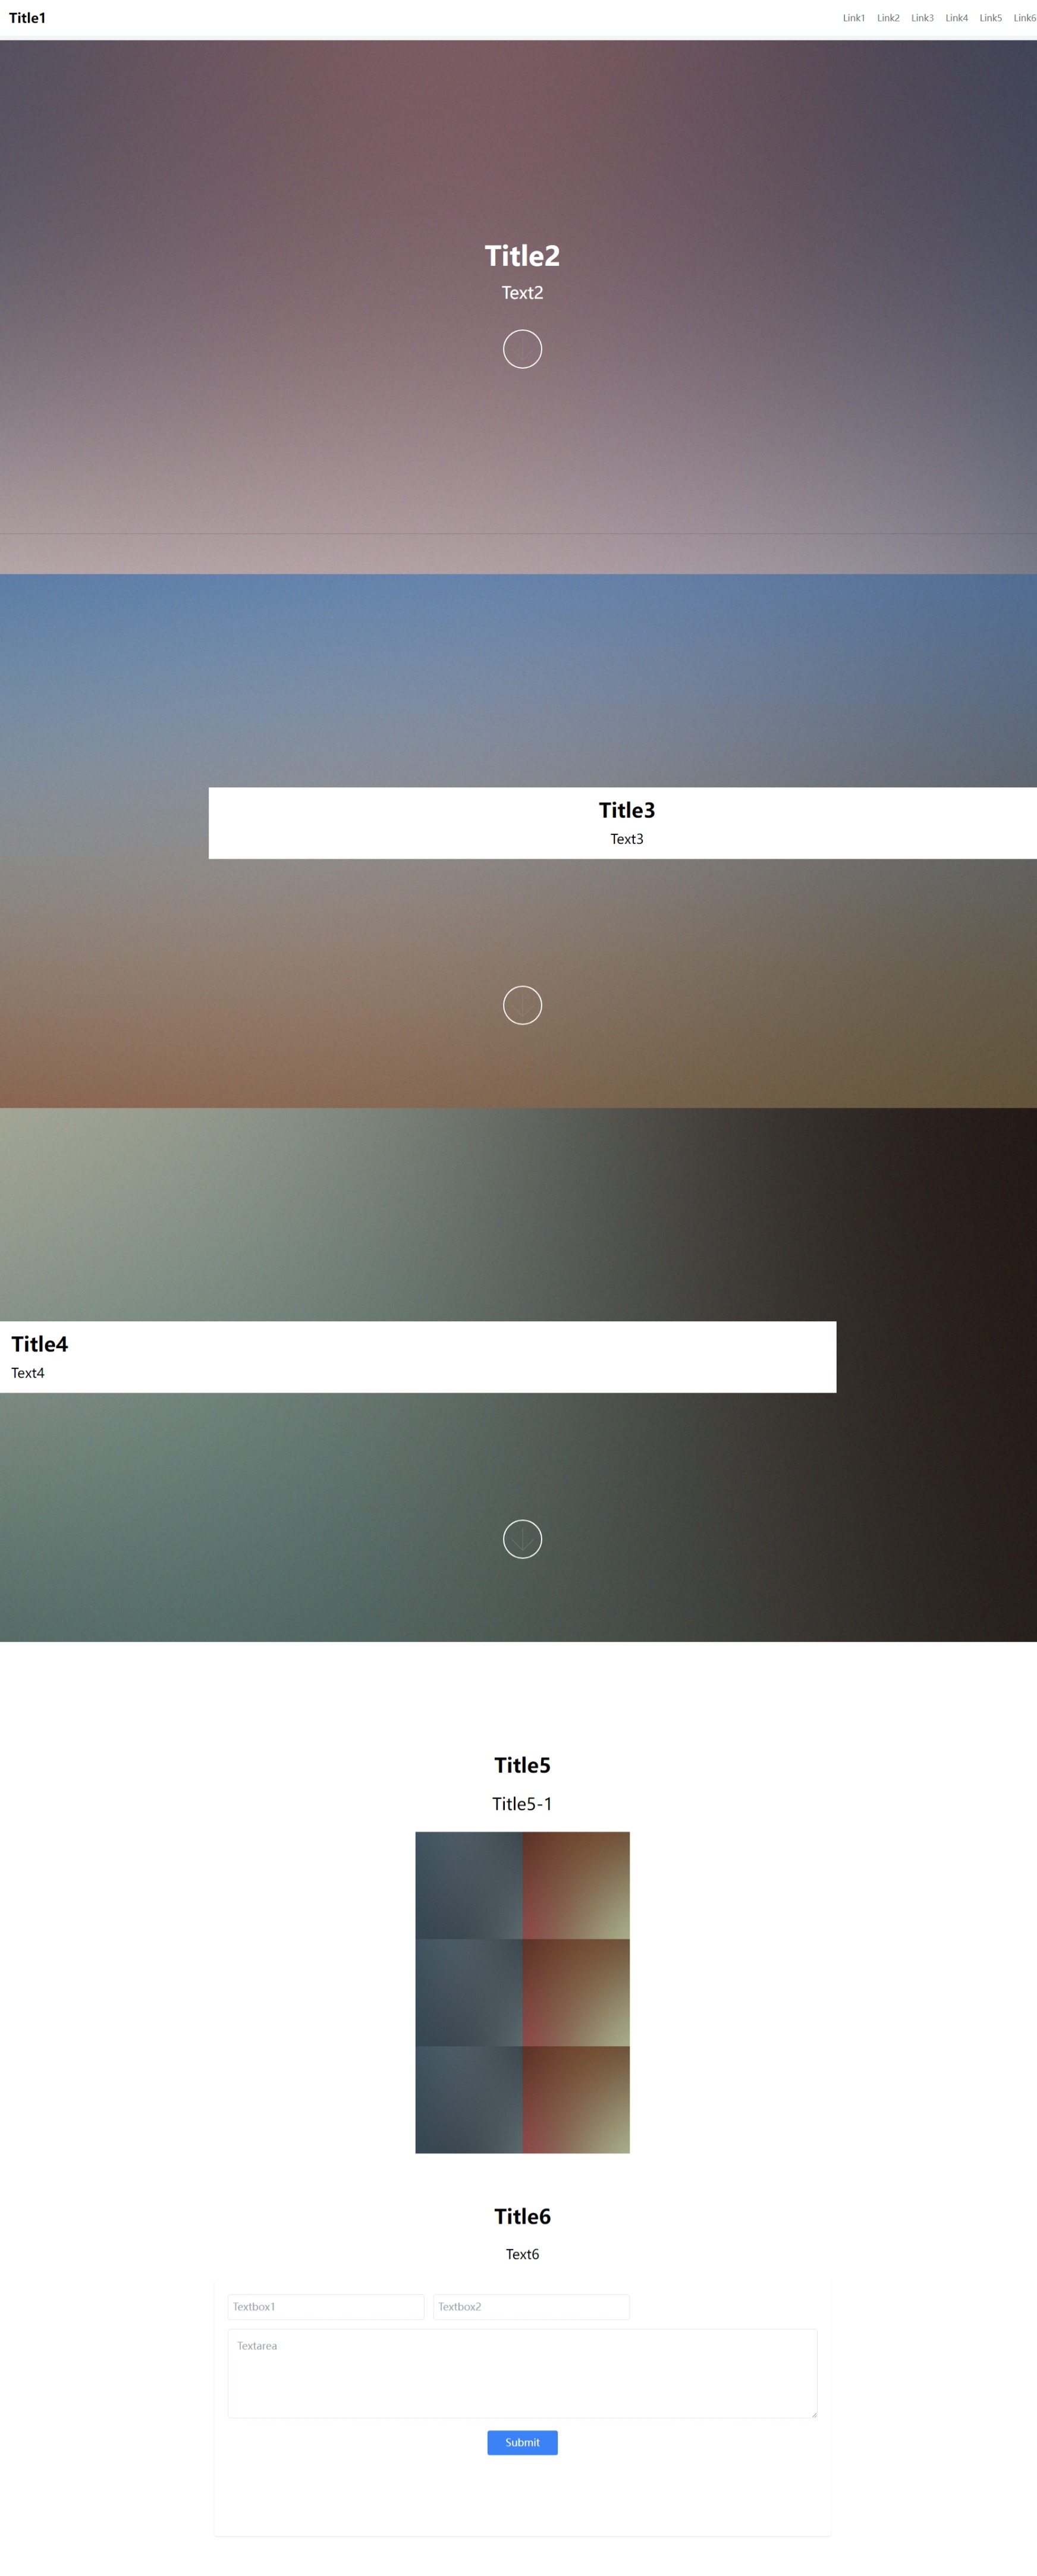 Title1
Link1 Link2 Link3 Link4 Link5 Link6
Title2
Text2
Title3
Text3
Title4
Text4
Title5
Title5-1
Title6
Text6
Textbox1 Textbox2
Textarea
Submit